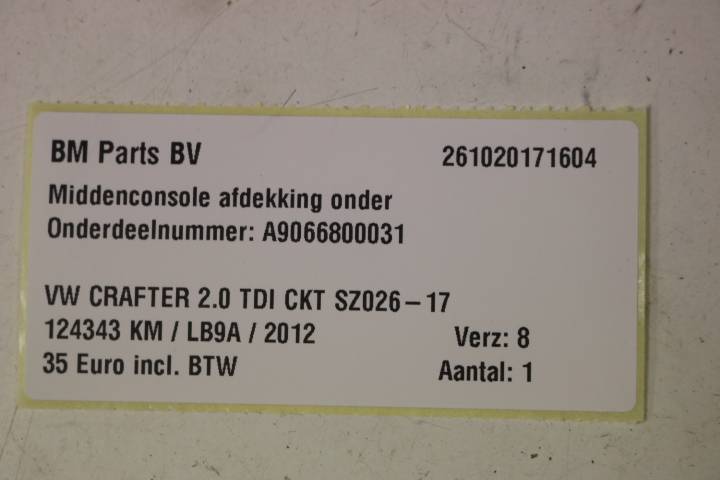 BM Parts BV 261020171604
Middenconsole afdekking onder
Onderdeelnummer: A9066800031
VW CRAFTER 2.0 TDI CKT SZ026-17
124343 KM / LB9A / 2012 Verz: 8
35 Euro incl. BTW Aantal: 1